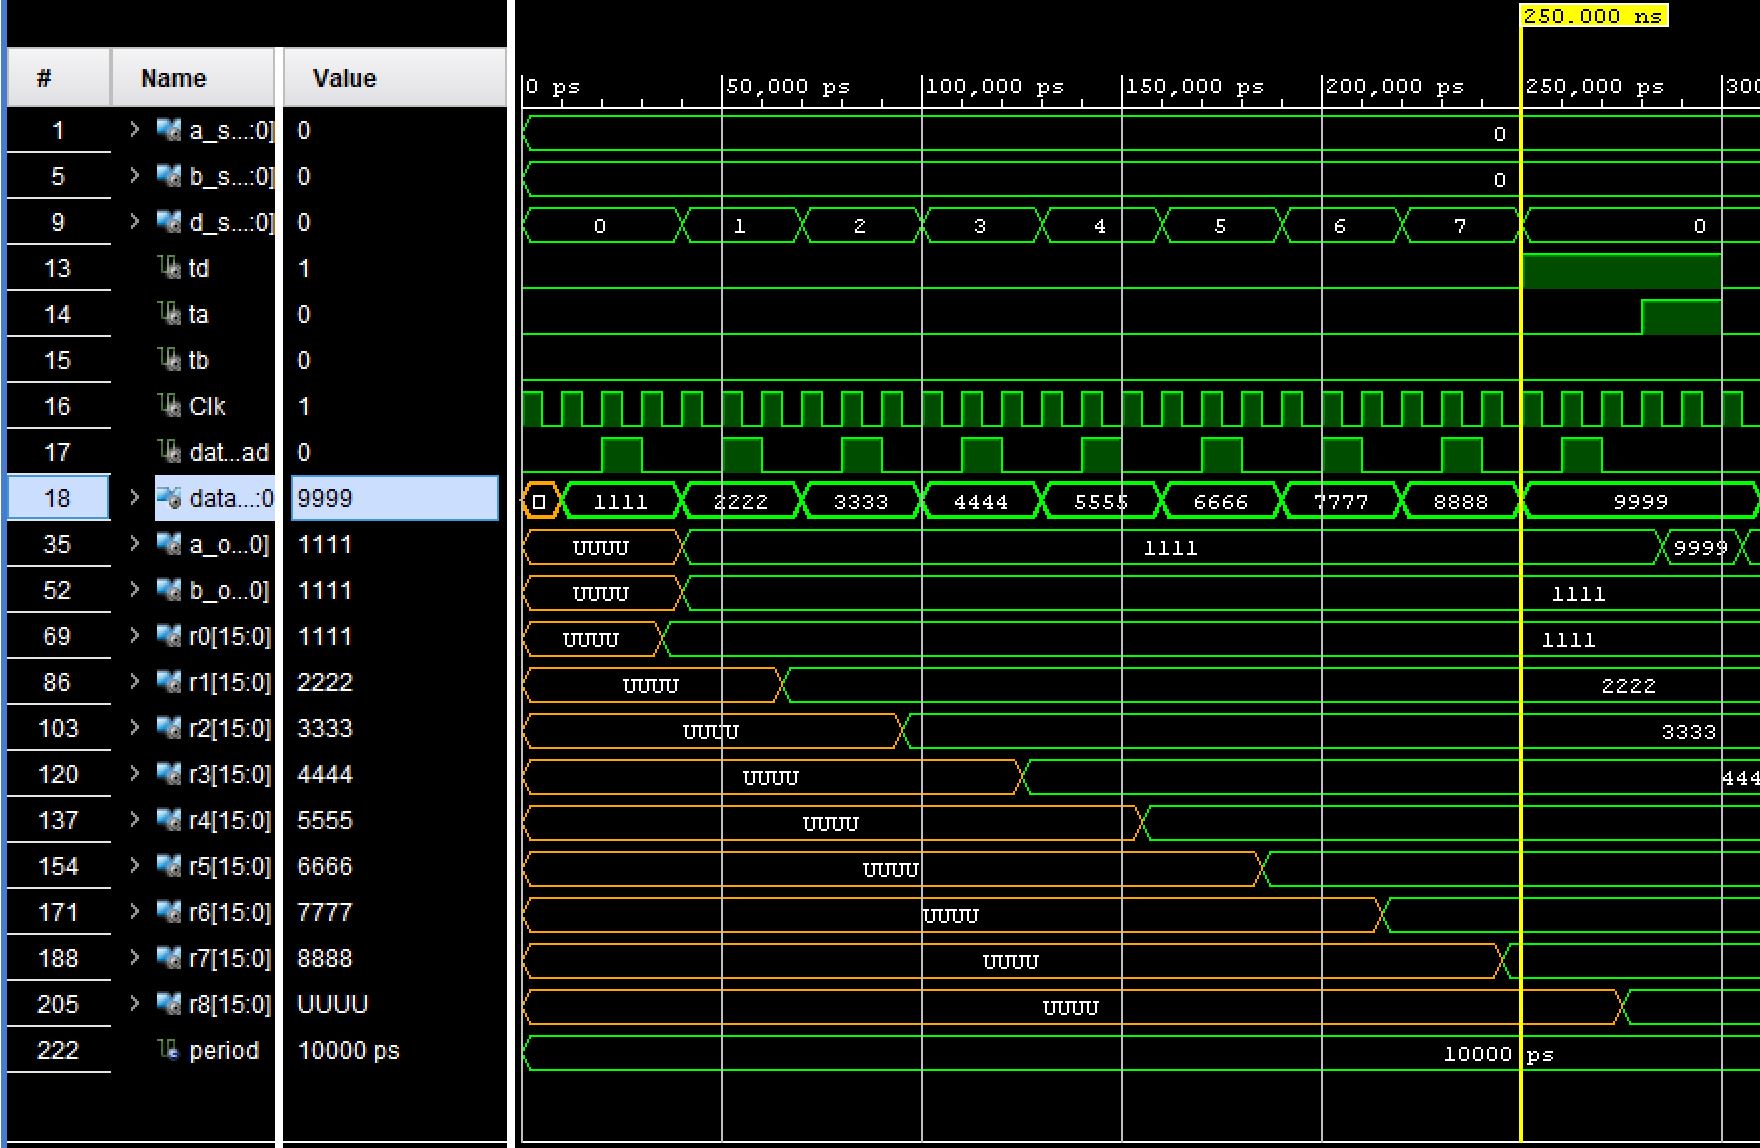 250.000 ns
# Name Value
0 ps 50,000 ps 100,000 ps 150,000 ps 200,000 ps 250,000 ps 300
1 a_s...:0] 0 0
5 b_s...:0] 0 0
9 d_s...:0] 0 0 1 2 3 4 5 6 7 0
13 td 1
14 ta 0
15 tb 0
16 Clk 1
17 dat...ad 0
18 data...:0 9999 1111 2222 3333 4444 5555 6666 7777 8888 9999
35 a_o...0] 1111 UUUU 1111 9999
52 b_o...0] 1111 UUUU 1111
69 r0[15:0] 1111 UUUU 1111
86 r1[15:0] 2222 UUUU 2222
103 r2[15:0] 3333 UUUU 3333
120 r3[15:0] 4444 UUUU 444
137 r4[15:0] 5555 UUUU
154 r5[15:0] 6666 UUUU
171 r6[15:0] 7777 UUUU
188 r7[15:0] 8888 UUUU
205 r8[15:0] UUUU UUUU
222 period 10000 ps 10000 ps